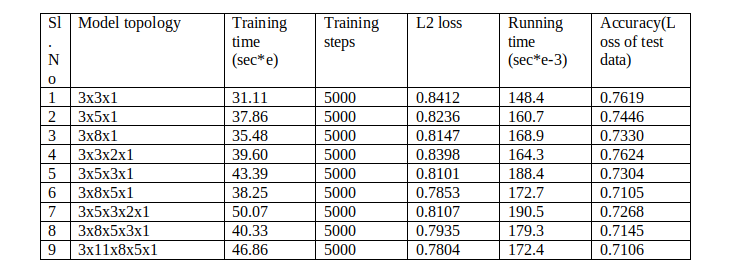 Sl Model topology Training Training L2 loss Running Accuracy(L
. time steps time oss of test
N (sec*e) (sec*e-3) data)
o
1 3x3x1 31.11 5000 0.8412 148.4 0.7619
2 3x5x1 37.86 5000 0.8236 160.7 0.7446
3 3x8x1 35.48 5000 0.8147 168.9 0.7330
4 3x3x2x1 39.60 5000 0.8398 164.3 0.7624
5 3x5x3x1 43.39 5000 0.8101 188.4 0.7304
6 3x8x5x1 38.25 5000 0.7853 172.7 0.7105
7 3x5x3x2x1 50.07 5000 0.8107 190.5 0.7268
8 3x8x5x3x1 40.33 5000 0.7935 179.3 0.7145
9 3x11x8x5x1 46.86 5000 0.7804 172.4 0.7106